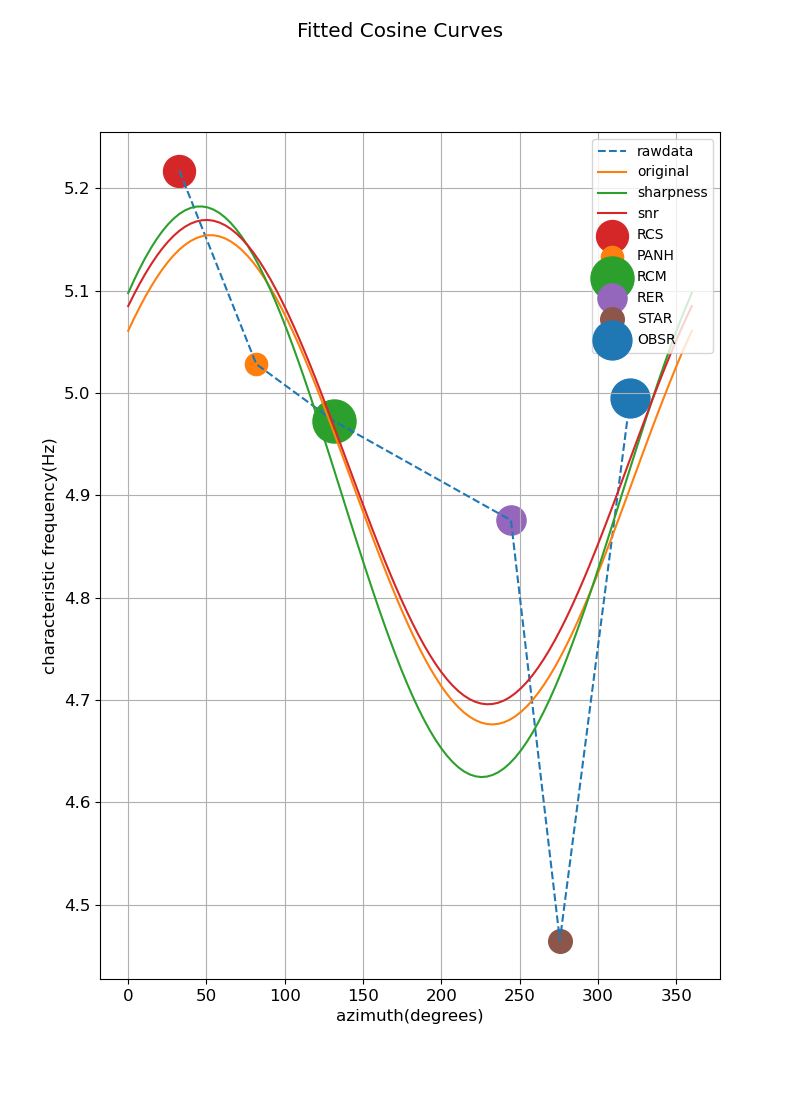 Fitted Cosine Curves
rawdata
original
sharpness
snr
RCS
PANH
RCM
RER
STAR
OBSR
characteristic frequency(Hz)
5.2
5.1
5.0
4.9
4.8
4.7
4.6
4.5
0 50 100 150 200 250 300 350
azimuth(degrees)